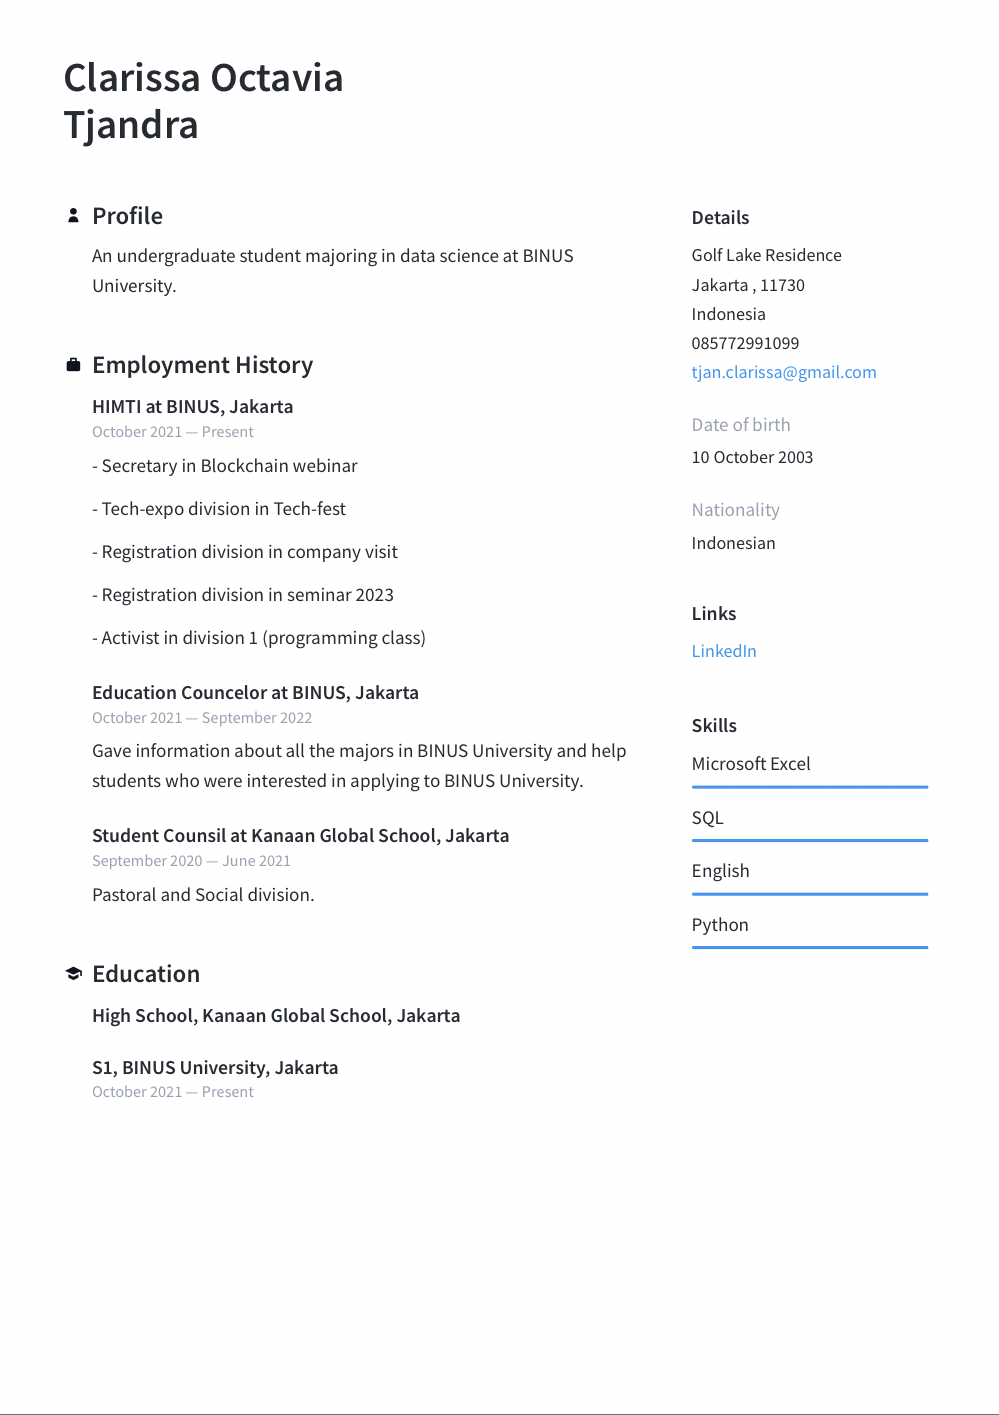 Clarissa Octavia
Tjandra
Profile
An undergraduate student majoring in data science at BINUS
University.
Employment History
HIMTI at BINUS, Jakarta
October 2021 — Present
- Secretary in Blockchain webinar
- Tech-expo division in Tech-fest
- Registration division in company visit
- Registration division in seminar 2023
- Activist in division 1 (programming class)
Education Councelor at BINUS, Jakarta
October 2021 — September 2022
Gave information about all the majors in BINUS University and help
students who were interested in applying to BINUS University.
Student Counsil at Kanaan Global School, Jakarta
September 2020 — June 2021
Pastoral and Social division.
Education
High School, Kanaan Global School, Jakarta
S1, BINUS University, Jakarta
October 2021 — Present
Details
Golf Lake Residence
Jakarta , 11730
Indonesia
085772991099
tjan.clarissa@gmail.com
Date of birth
10 October 2003
Nationality
Indonesian
Links
LinkedIn
Skills
Microsoft Excel
SQL
English
Python